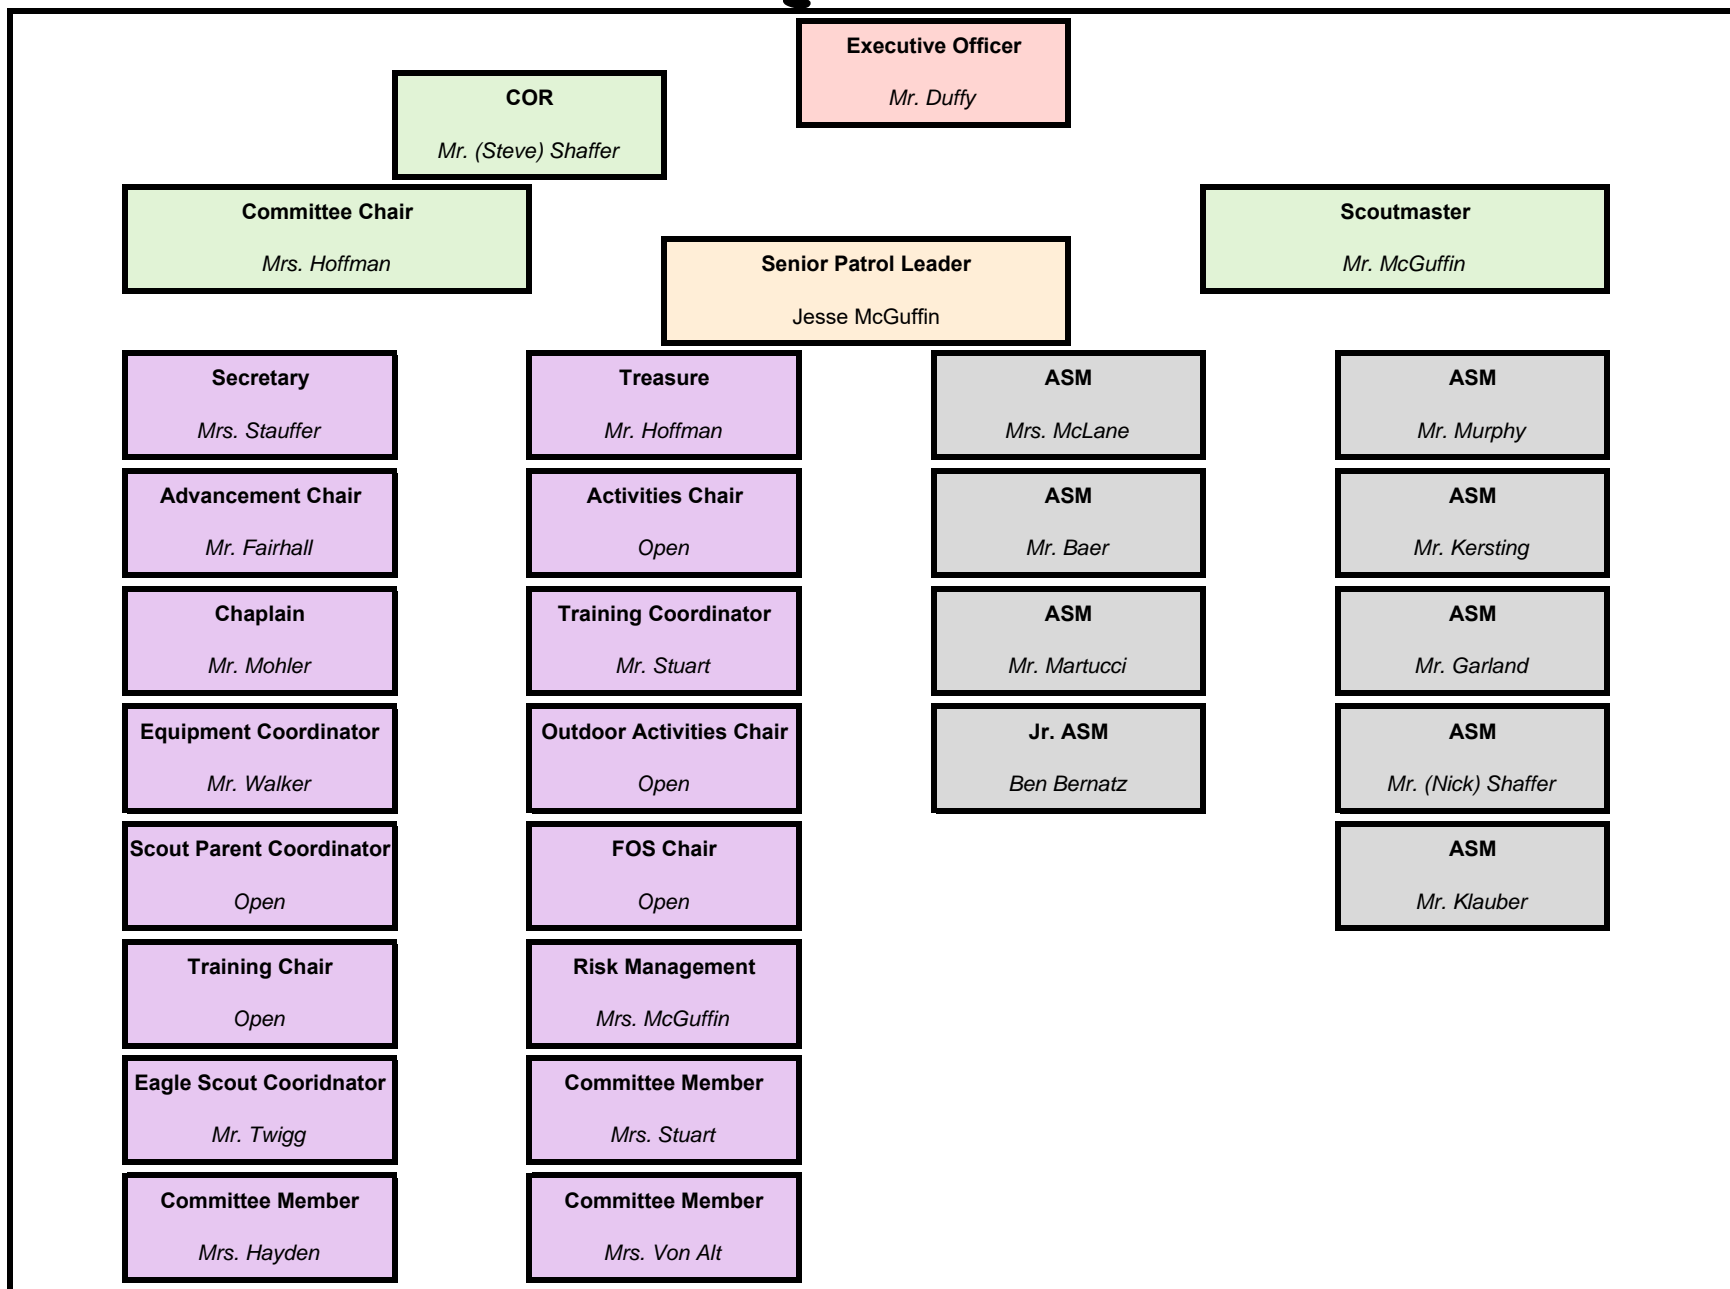 Executive Officer
Mr. Duffy
COR
Mr. (Steve) Shaffer
Committee Chair
Mrs. Hoffman
Scoutmaster
Mr. McGuffin
Senior Patrol Leader
Jesse McGuffin
Secretary
Mrs. Stauffer
Treasure
Mr. Hoffman
ASM
Mrs. McLane
ASM
Mr. Murphy
Advancement Chair
Mr. Fairhall
Activities Chair
Open
ASM
Mr. Baer
ASM
Mr. Kersting
Chaplain
Mr. Mohler
Training Coordinator
Mr. Stuart
ASM
Mr. Martucci
ASM
Mr. Garland
Equipment Coordinator
Mr. Walker
Outdoor Activities Chair
Open
Jr. ASM
Ben Bernatz
ASM
Mr. (Nick) Shaffer
Scout Parent Coordinator
Open
FOS Chair
Open
ASM
Mr. Klauber
Training Chair
Open
Risk Management
Mrs. McGuffin
Eagle Scout Cooridnator
Mr. Twigg
Committee Member
Mrs. Stuart
Committee Member
Mrs. Hayden
Committee Member
Mrs. Von Alt